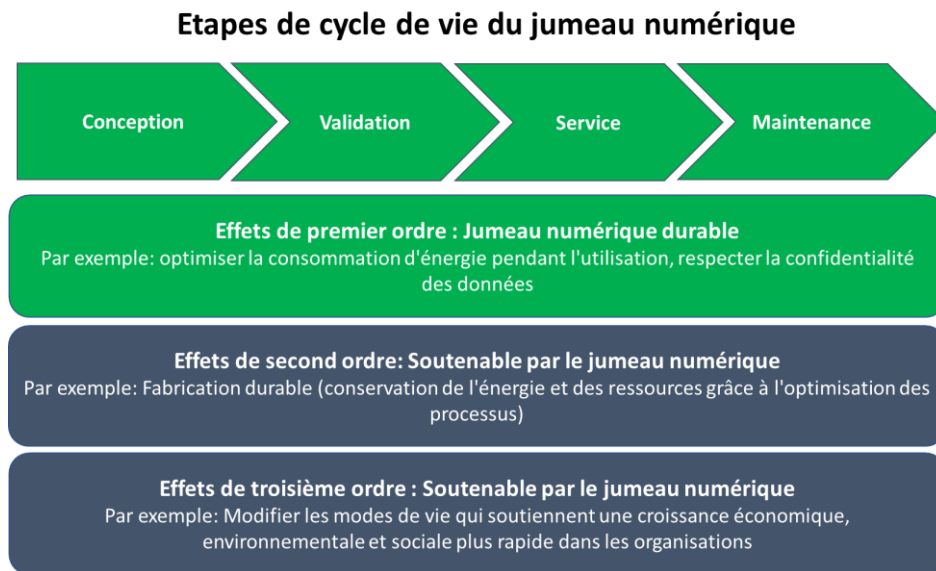 Etapes de cycle de vie du jumeau numérique
Conception
Validation
Service
Maintenance
Effets de premier ordre : Jumeau numérique durable
Par exemple: optimiser la consommation d'énergie pendant l'utilisation, respecter la confidentialité
des données
Effets de second ordre: Soutenable par le jumeau numérique
Par exemple: Fabrication durable (conservation de l'énergie et des ressources grâce à l'optimisation des
processus)
Effets de troisième ordre : Soutenable par le jumeau numérique
Par exemple: Modifier les modes de vie qui soutiennent une croissance économique,
environnementale et sociale plus rapide dans les organisations